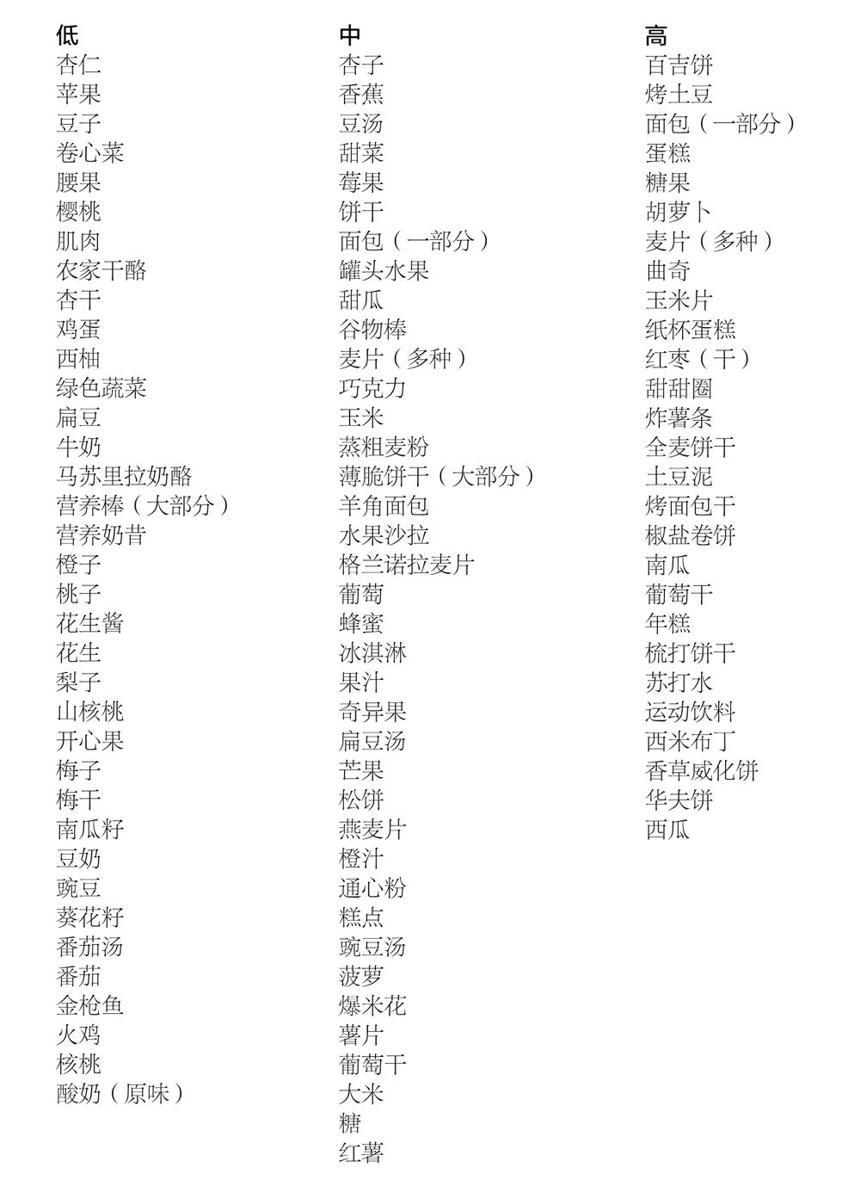 低
杏仁
苹果
豆子
卷心菜
腰果
樱桃
肌肉
农家干酪
杏干
鸡蛋
西柚
绿色蔬菜
扁豆
牛奶
马苏里拉奶酪
营养棒（大部分）
营养奶昔
橙子
桃子
花生酱
花生
梨子
山核桃
开心果
梅子
梅干
南瓜籽
豆奶
豌豆
葵花籽
番茄汤
番茄
金枪鱼
火鸡
核桃
酸奶（原味）
中
杏子
香蕉
豆汤
甜菜
莓果
饼干
面包（一部分）
罐头水果
甜瓜
谷物棒
麦片（多种）
巧克力
玉米
蒸粗麦粉
薄脆饼干（大部分）
羊角面包
水果沙拉
格兰诺拉麦片
葡萄
蜂蜜
冰淇淋
果汁
奇异果
扁豆汤
芒果
松饼
燕麦片
橙汁
通心粉
糕点
豌豆汤
菠萝
爆米花
薯片
葡萄干
大米
糖
红薯
高
百吉饼
烤土豆
面包（一部分）
蛋糕
糖果
胡萝卜
麦片（多种）
曲奇
玉米片
纸杯蛋糕
红枣（干）
甜甜圈
炸薯条
全麦饼干
土豆泥
烤面包干
椒盐卷饼
南瓜
葡萄干
年糕
梳打饼干
苏打水
运动饮料
西米布丁
香草威化饼
华夫饼
西瓜